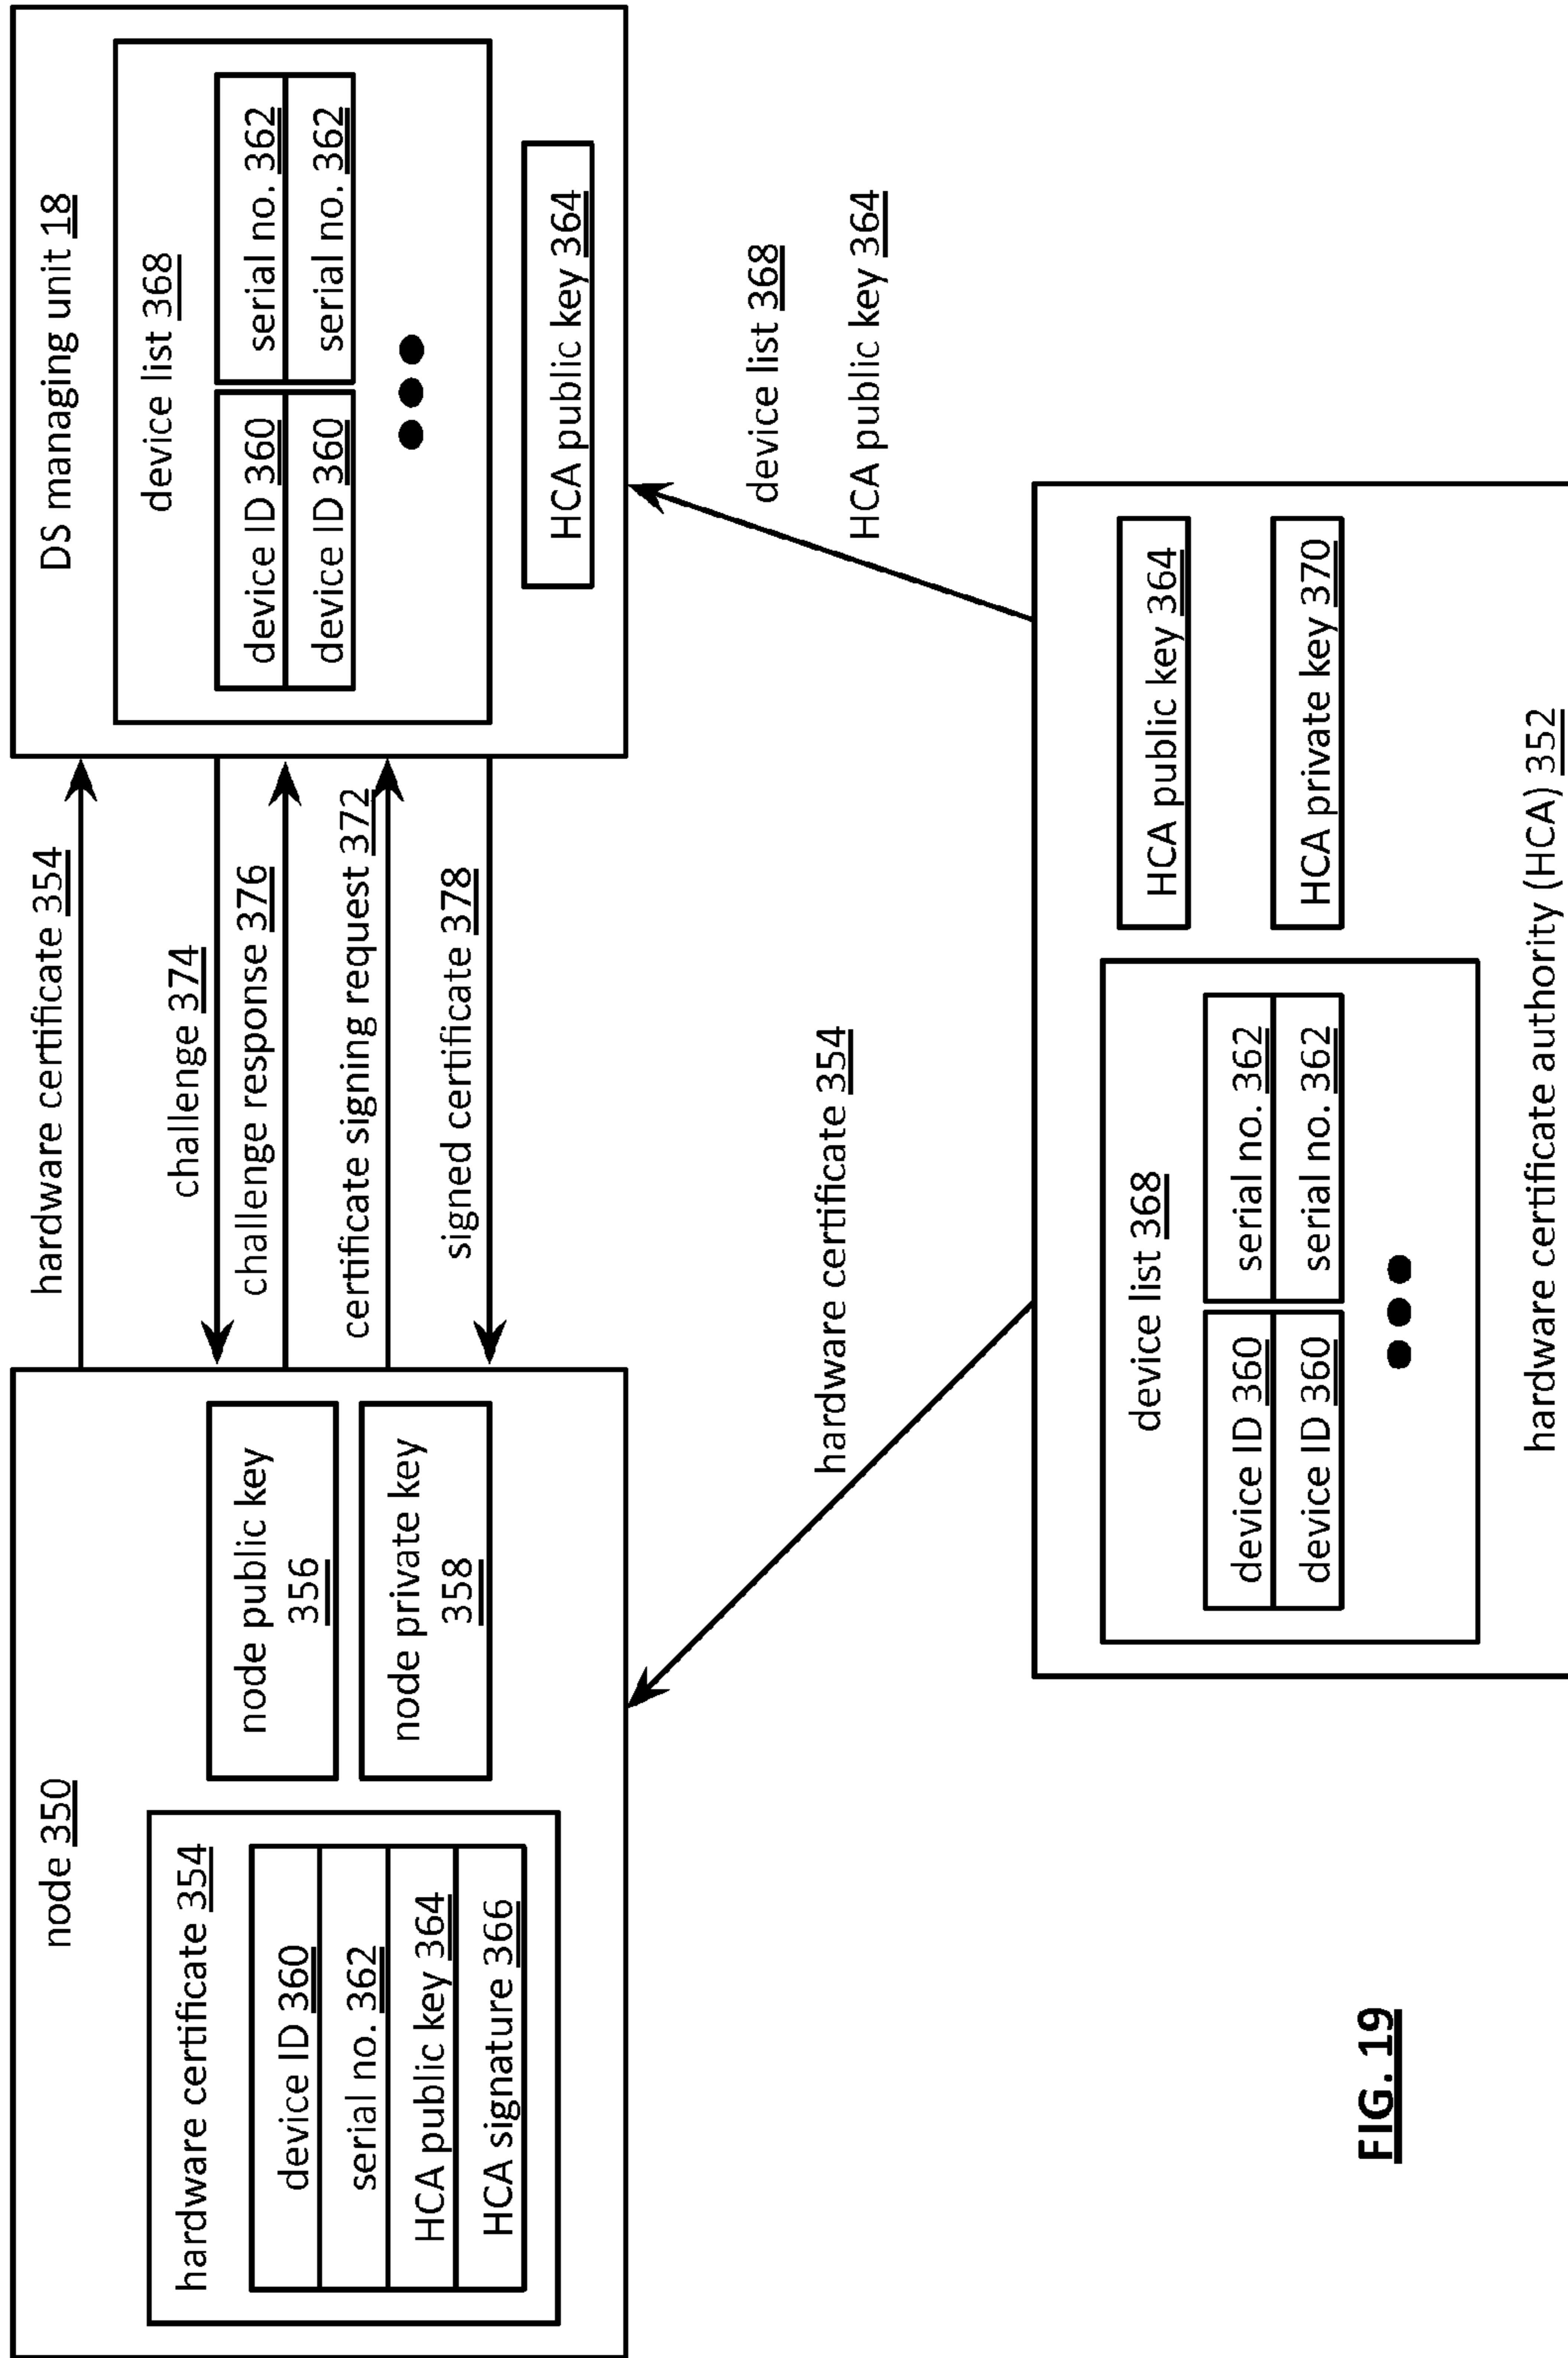 node 350
hardware certificate 354
device ID 360
serial no. 362
HCA public key 364
HCA signature 366
node public key
356
node private key
358
hardware certificate 354
challenge 374
challenge response 376
certificate signing request 372
signed certificate 378
DS managing unit 18
device list 368
device ID 360 serial no. 362
device ID 360 serial no. 362
HCA public key 364
hardware certificate 354
device list 368
HCA public key 364
device list 368
device ID 360 serial no. 362
device ID 360 serial no. 362
HCA public key 364
HCA private key 370
hardware certificate authority (HCA) 352
FIG. 19